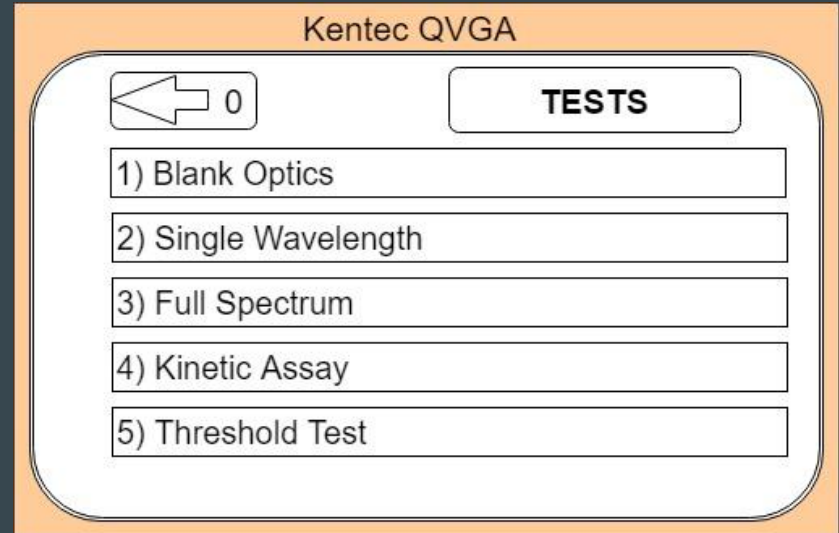 Kentec QVGA
0
TESTS
1) Blank Optics
2) Single Wavelength
3) Full Spectrum
4) Kinetic Assay
5) Threshold Test